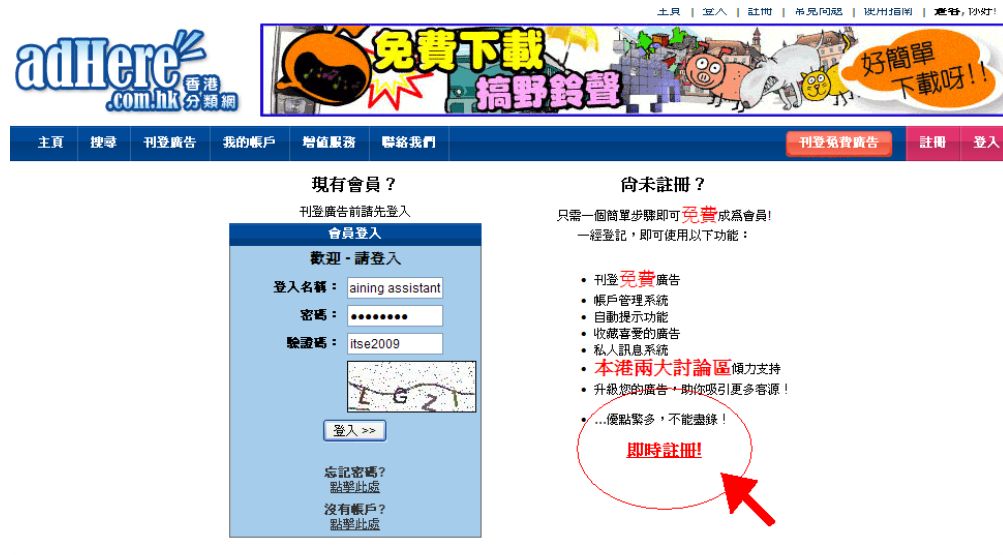 主頁 | 登入 | 註冊 | 常見問題 | 使用指南 | 遊客, 你好!
adHere 香港
.com.hk 分類網
免費下載
搞野鈴聲
好簡單
下載呀!!
主頁 搜尋 刊登廣告 我的帳戶 增值服務 聯絡我們 刊登免費廣告 註冊 登入
現有會員？
刊登廣告前請先登入
會員登入
歡迎 - 請登入
登入名稱： aining assistant
密碼： ••••••••
驗證碼： itse2009
登入 >>
忘記密碼?
點擊此處
沒有帳戶?
點擊此處
尚未註冊？
只需一個簡單步驟即可免費成為會員!
一經登記，即可使用以下功能：
• 刊登免費廣告
• 帳戶管理系統
• 自動提示功能
• 收藏喜愛的廣告
• 私人訊息系統
• 本港兩大討論區傾力支持
• 升級您的廣告，助你吸引更多客源！
• ...優點繁多，不能盡錄！
即時註冊!